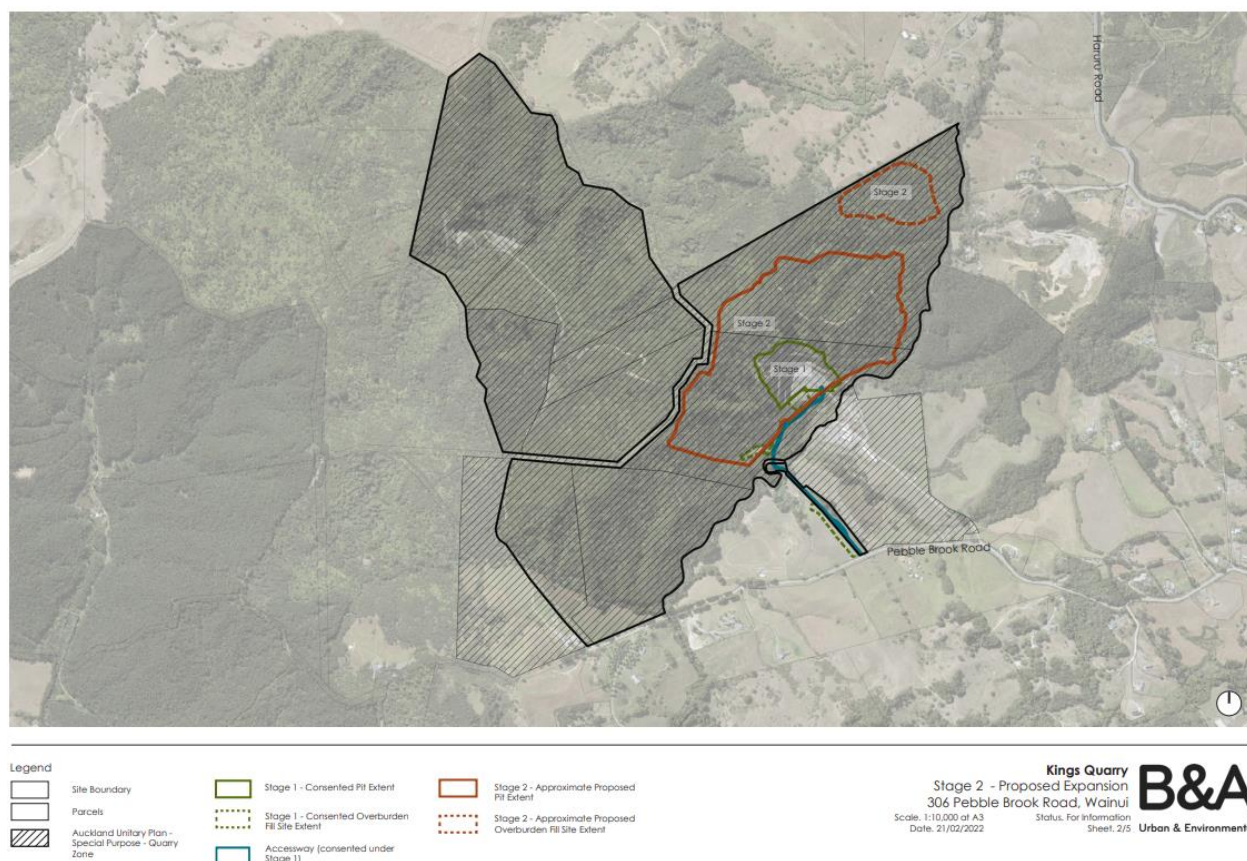 Haruru Road
Stage 2
Stage 2
Stage 1
Pebble Brook Road
Legend
Site Boundary
Parcels
Auckland Unitary Plan -
Special Purpose - Quarry
Zone
Stage 1 - Consented Pit Extent
Stage 1 - Consented Overburden
Fill Site Extent
Accessway (consented under
Stage 1)
Stage 2 - Approximate Proposed
Pit Extent
Stage 2 - Approximate Proposed
Overburden Fill Site Extent
Kings Quarry
Stage 2 - Proposed Expansion
306 Pebble Brook Road, Wainui
Scale. 1:10,000 at A3
Status. For Information
Date. 21/02/2022
Sheet. 2/5
B&A
Urban & Environment